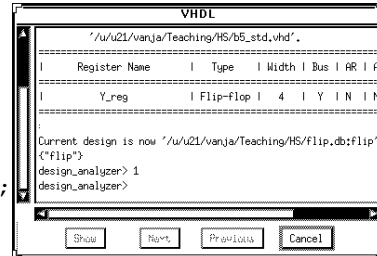 VHDL
'/u/u21/vanja/Teaching/HS/b5_std.vhd'.
===============================================
| Register Name | Type | Width | Bus | AR |
===============================================
| Y_reg | Flip-flop | 4 | Y | N |
===============================================
:
Current design is now '/u/u21/vanja/Teaching/HS/flip.db:flip'
{"flip"}
design_analyzer> 1
design_analyzer>
;
Show Next Previous Cancel